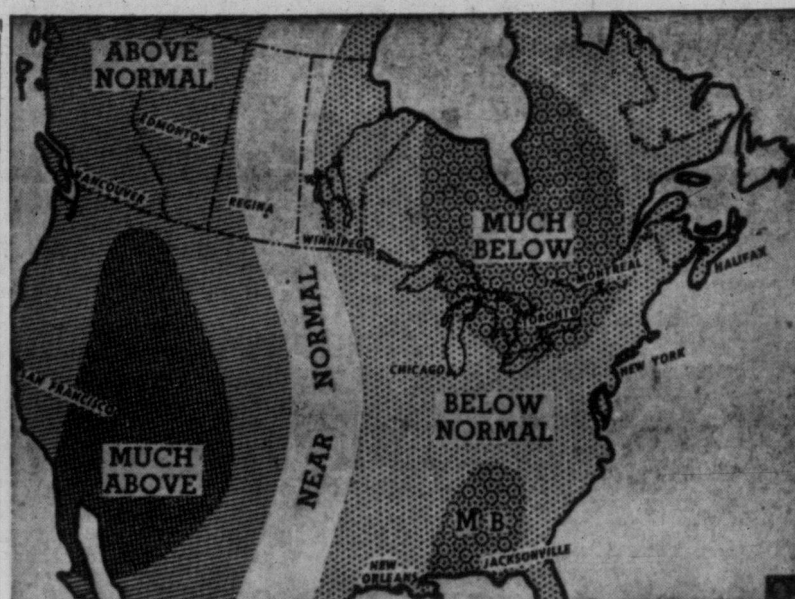 ABOVE
NORMAL
EDMONTON
VANCOUVER
REGINA
WINNIPEG
MUCH
BELOW
MONTREAL
HALIFAX
TORONTO
NEAR NORMAL
CHICAGO
NEW YORK
SAN FRANCISCO
BELOW
NORMAL
MUCH
ABOVE
M.B.
NEW
ORLEANS
JACKSONVILLE